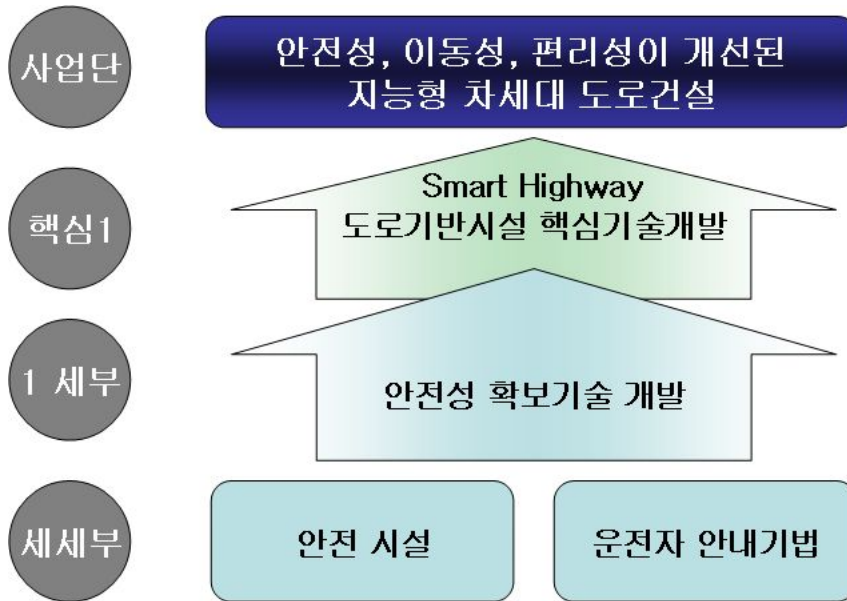 사업단
안전성, 이동성, 편리성이 개선된
지능형 차세대 도로건설
핵심1
Smart Highway
도로기반시설 핵심기술개발
1 세부
안전성 확보기술 개발
세세부
안전 시설
운전자 안내기법